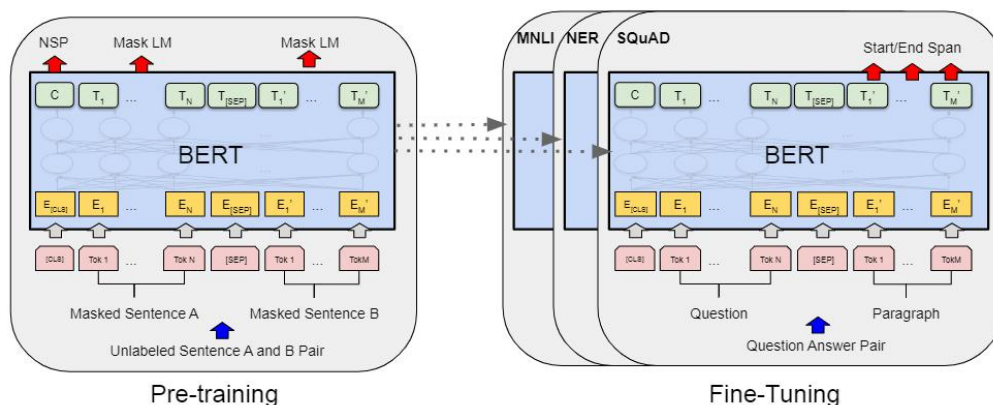 NSP Mask LM Mask LM
C T1 ... TN T[SEP] T1' ... TM'
BERT
E[CLS] E1 ... EN E[SEP] E1' ... EM'
[CLS] Tok 1 ... Tok N [SEP] Tok 1 ... TokM
Masked Sentence A Masked Sentence B
Unlabeled Sentence A and B Pair
Pre-training
MNLI NER SQuAD Start/End Span
C T1 ... TN T[SEP] T1' ... TM'
BERT
E[CLS] E1 ... EN E[SEP] E1' ... EM'
[CLS] Tok 1 ... Tok N [SEP] Tok 1 ... TokM
Question Paragraph
Question Answer Pair
Fine-Tuning